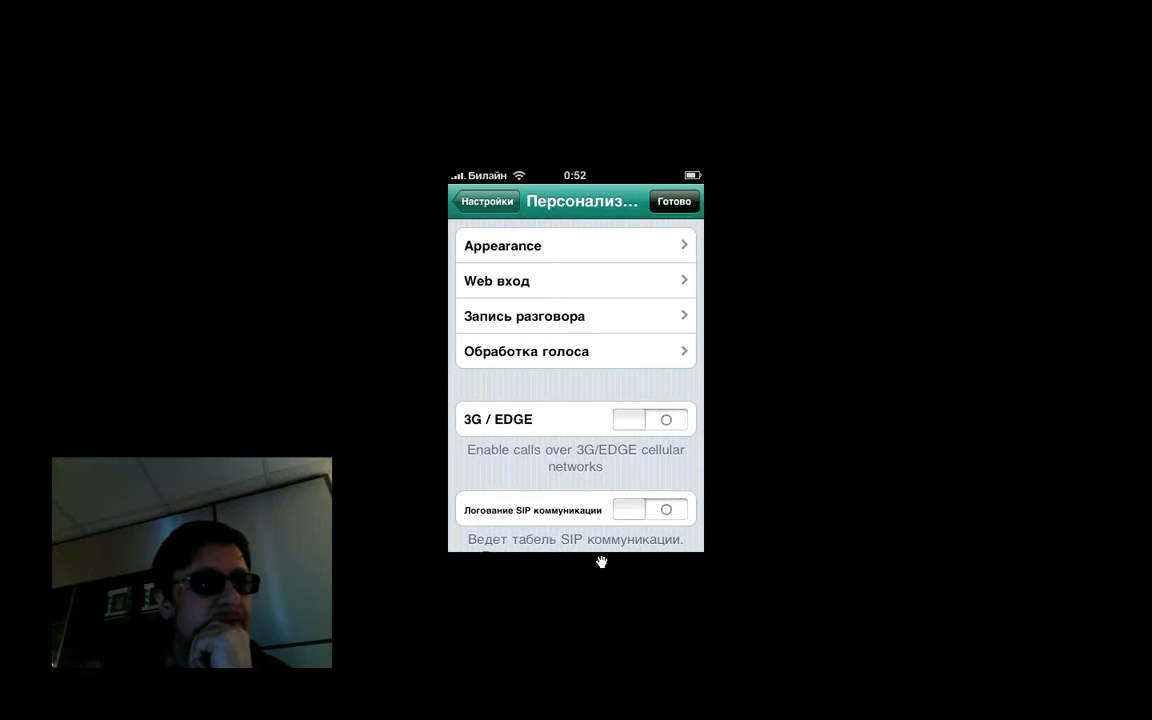 Билайн 0:52
Настройки Персонализ... Готово
Appearance
Web вход
Запись разговора
Обработка голоса
3G / EDGE
Enable calls over 3G/EDGE cellular
networks
Логование SIP коммуникации
Ведет табель SIP коммуникации.